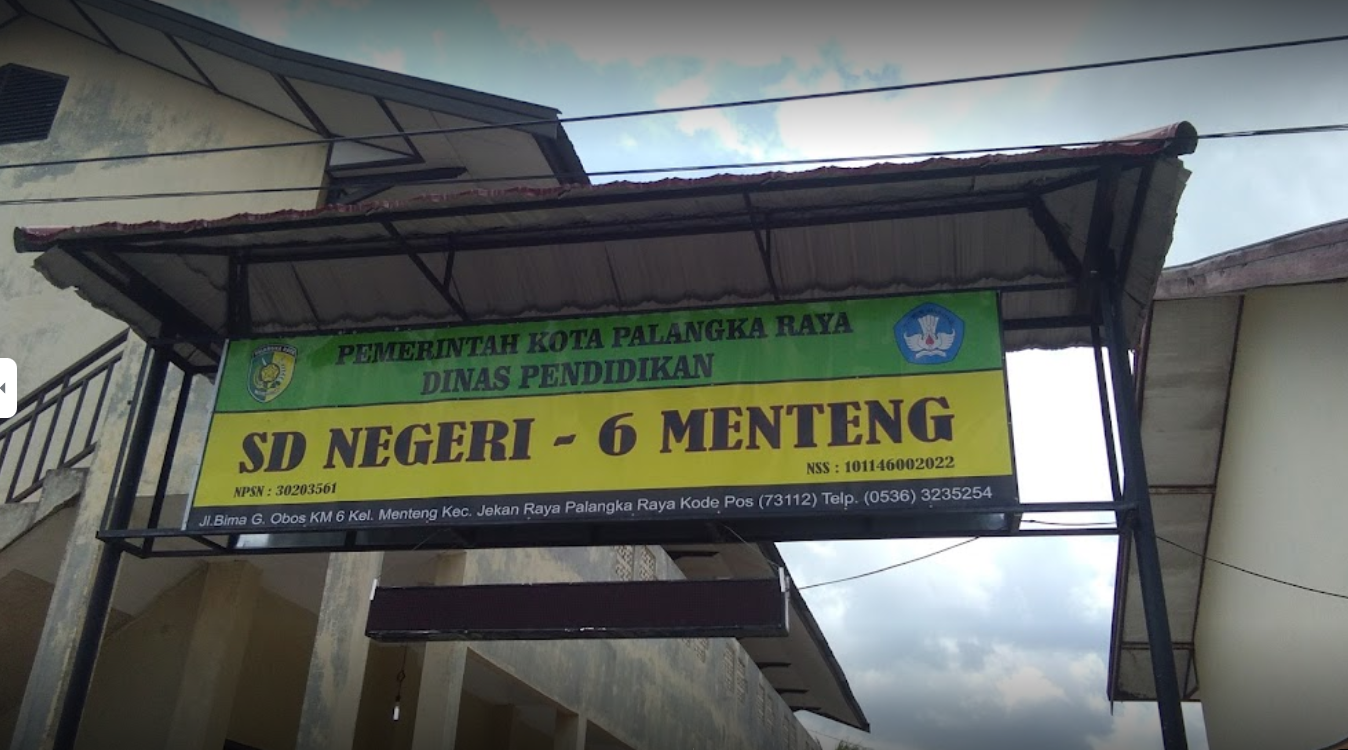 PEMERINTAH KOTA PALANGKA RAYA
DINAS PENDIDIKAN
SD NEGERI - 6 MENTENG
NPSN : 30203561
NSS : 101146002022
Jl.Bima G. Obos KM 6 Kel. Menteng Kec. Jekan Raya Palangka Raya Kode Pos (73112) Telp. (0536) 3235254